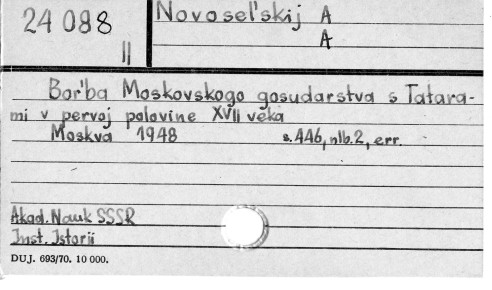 24 088
II
Novosel'skij A
A
Bor'ba Moskovskogo gosudarstva s Tatara-
mi v pervoj polovine XVII veka
Moskva 1948 s. 446, nlb. 2, err.
Akad. Nauk SSSR
Inst. Istorii
DUJ. 693/70. 10 000.